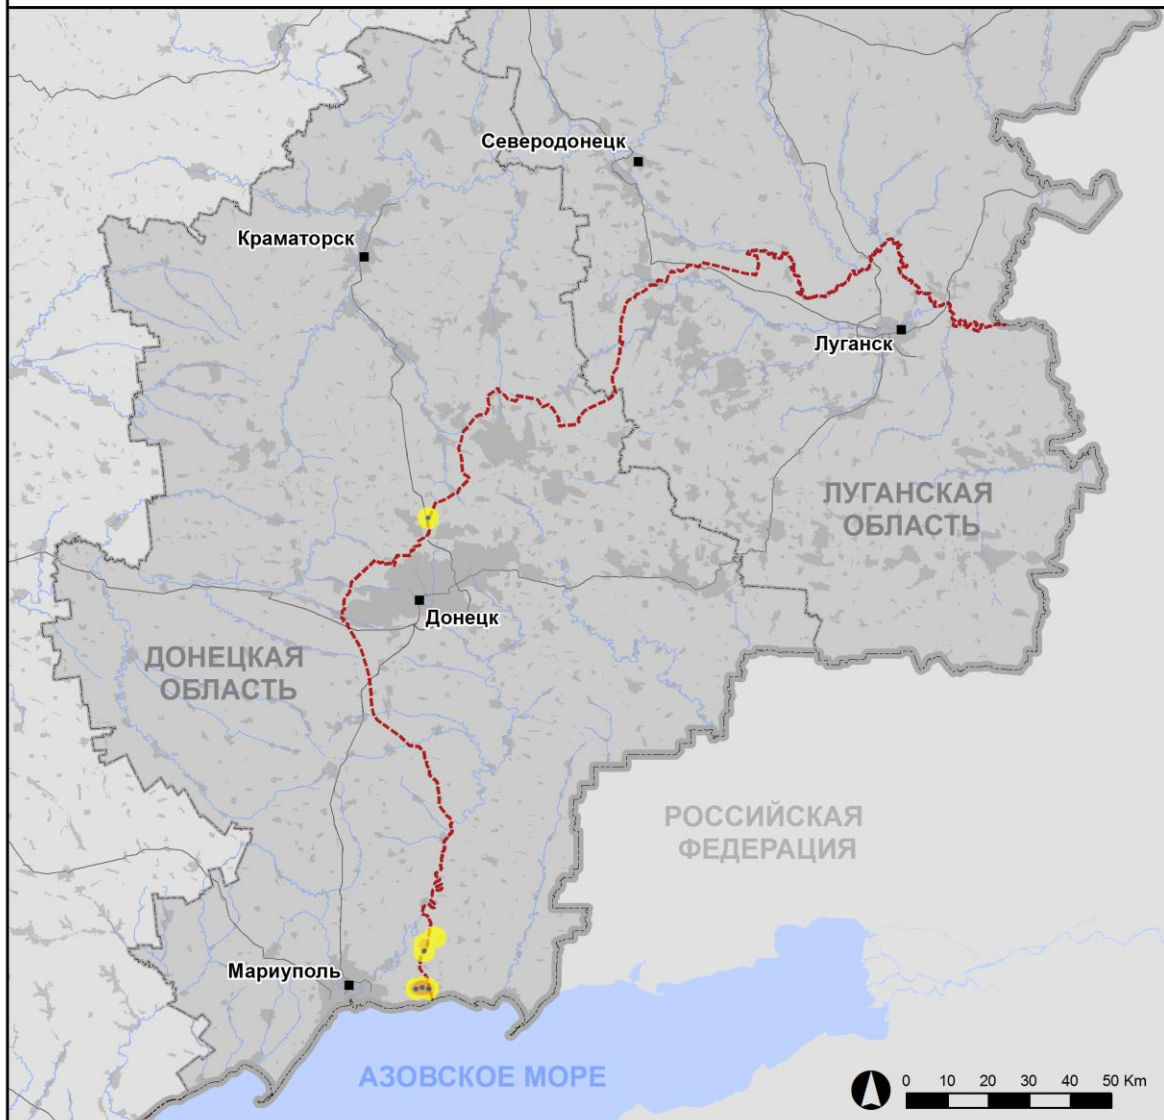 Северодонецк
Краматорск
Луганск
ЛУГАНСКАЯ
ОБЛАСТЬ
Донецк
ДОНЕЦКАЯ
ОБЛАСТЬ
РОССИЙСКАЯ
ФЕДЕРАЦИЯ
Мариуполь
АЗОВСКОЕ МОРЕ
0 10 20 30 40 50 Km